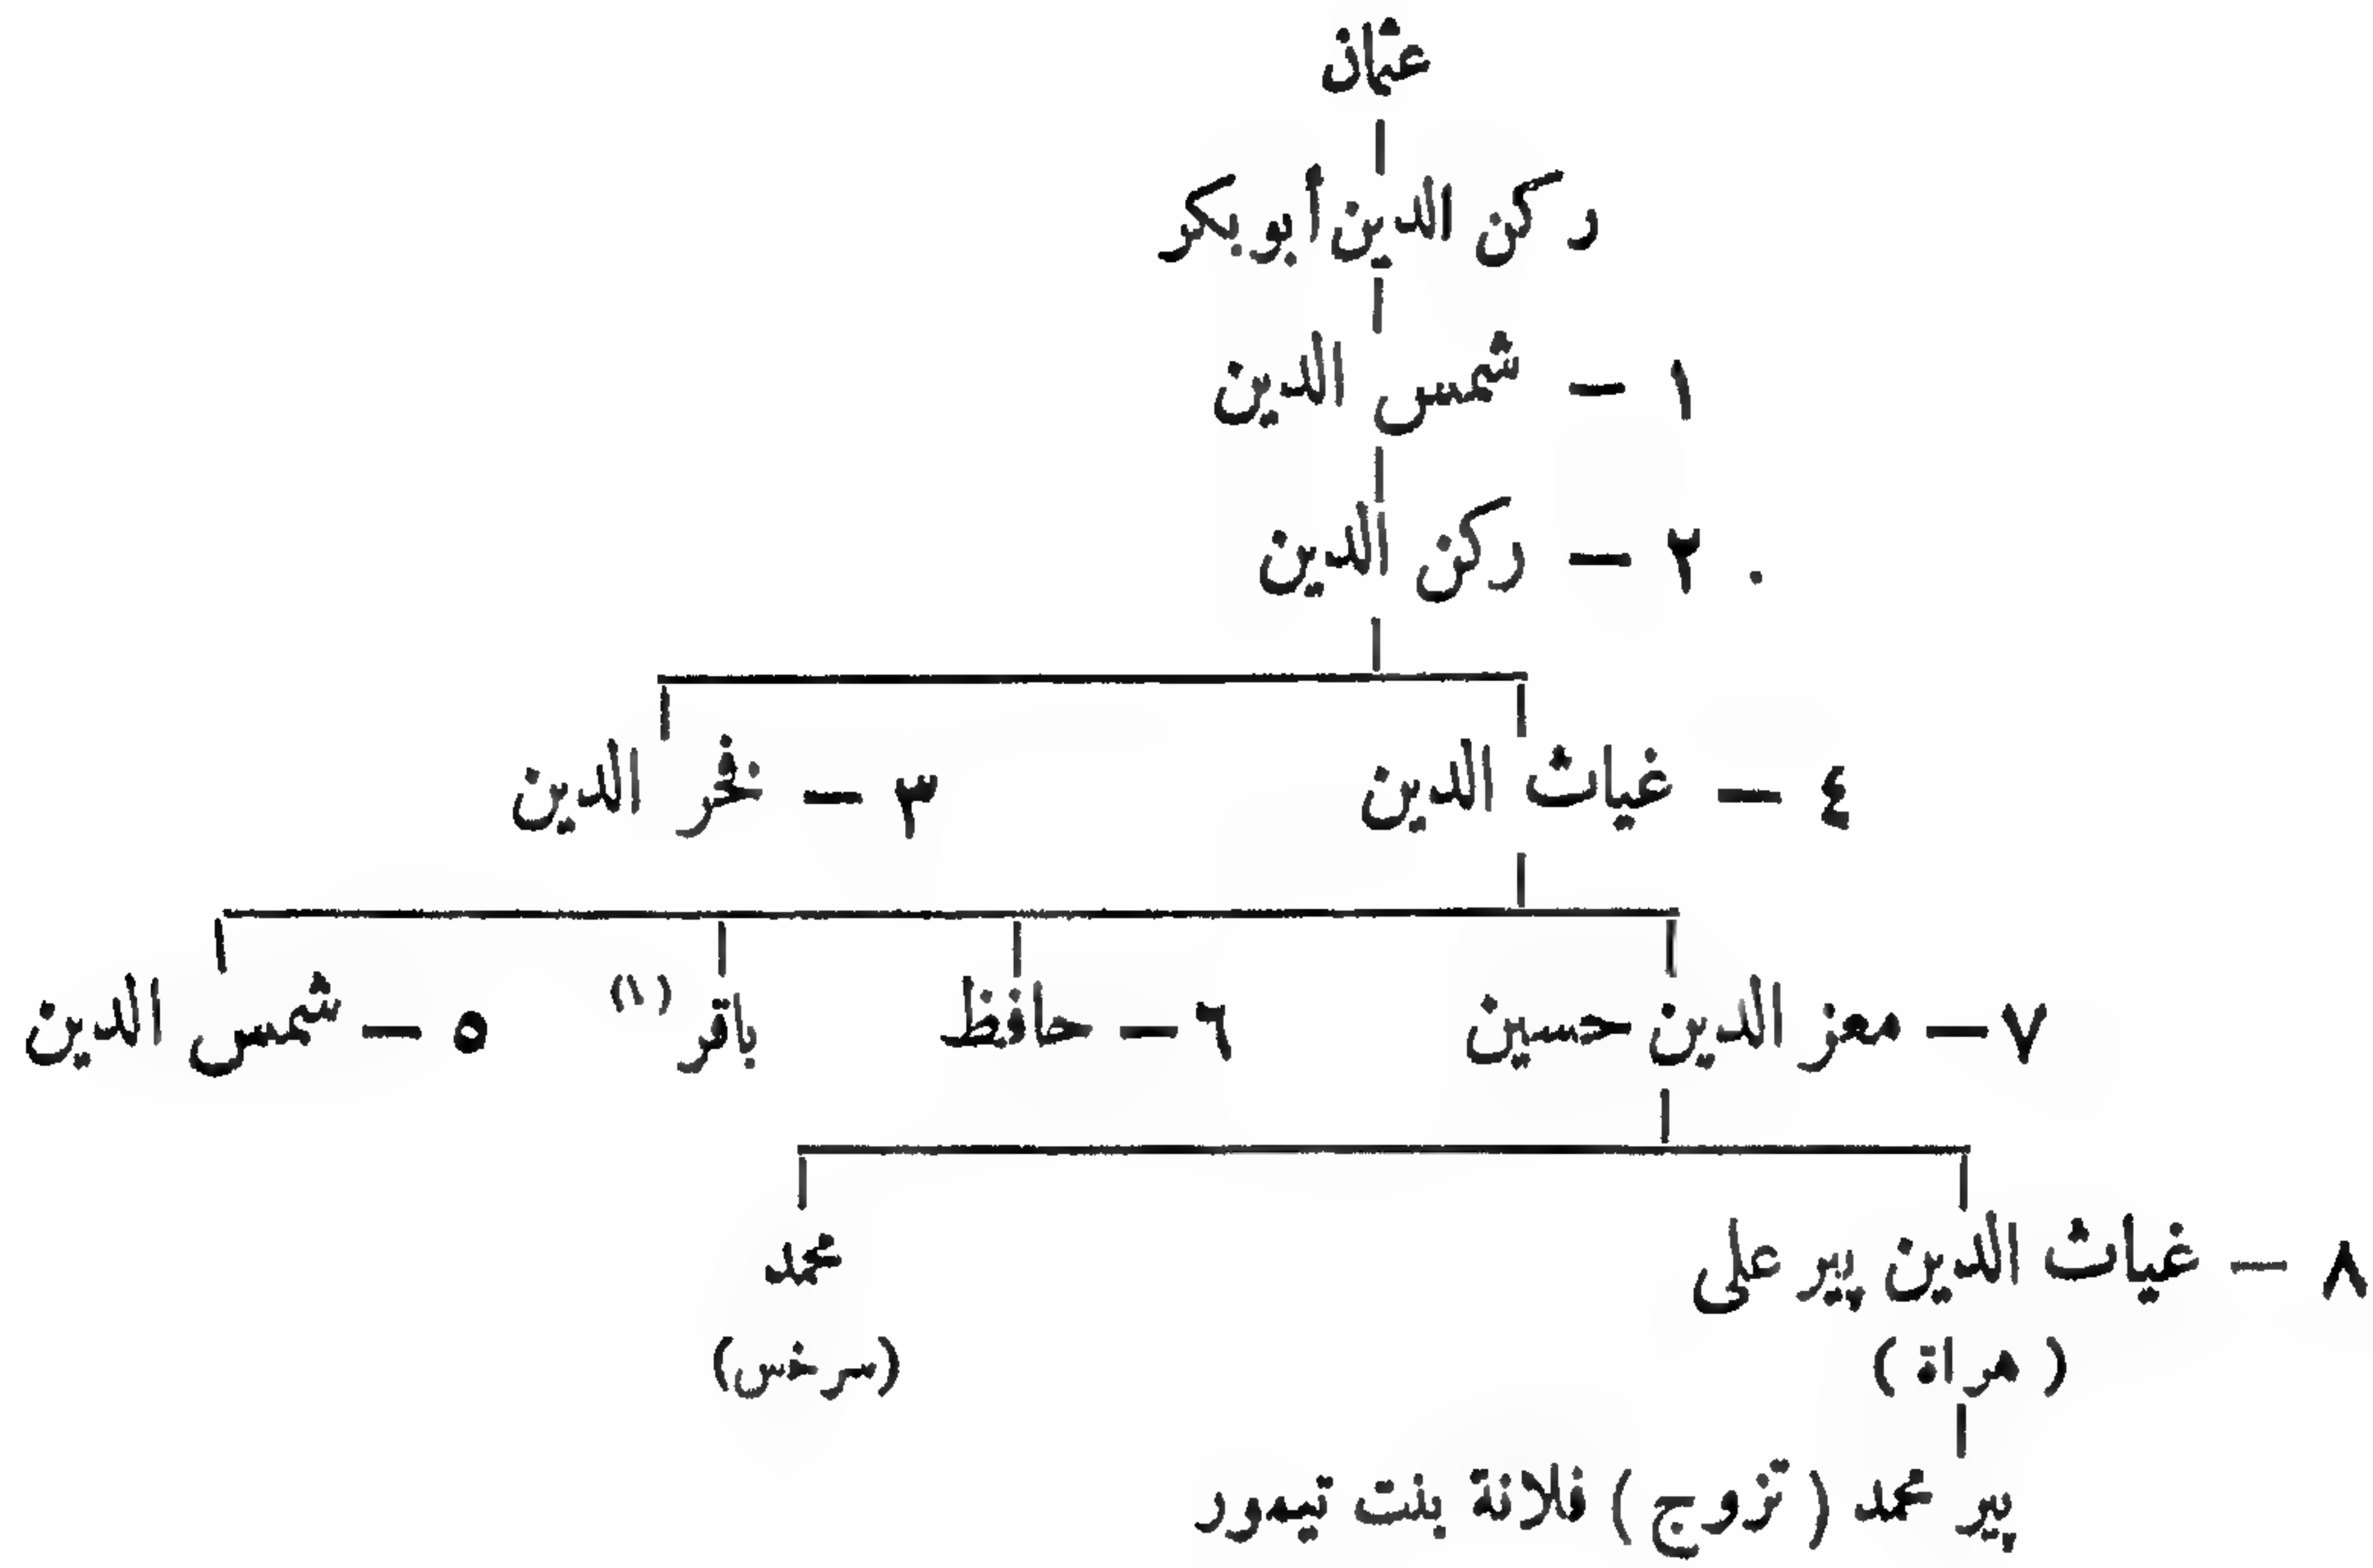 عثمان
ركن الدين أبو بكر
١ – شمس الدين
٢ – ركن الدين
٤ – غياث الدين
٣ – فخر الدين
٧ – معز الدين حسين
٦ – حافظ
باقر (١)
٥ – شمس الدين
٨ – غياث الدين پير على
(هراة)
محمد
(سرخس)
پير محمد (تزوج) فلانة بنت تيمور